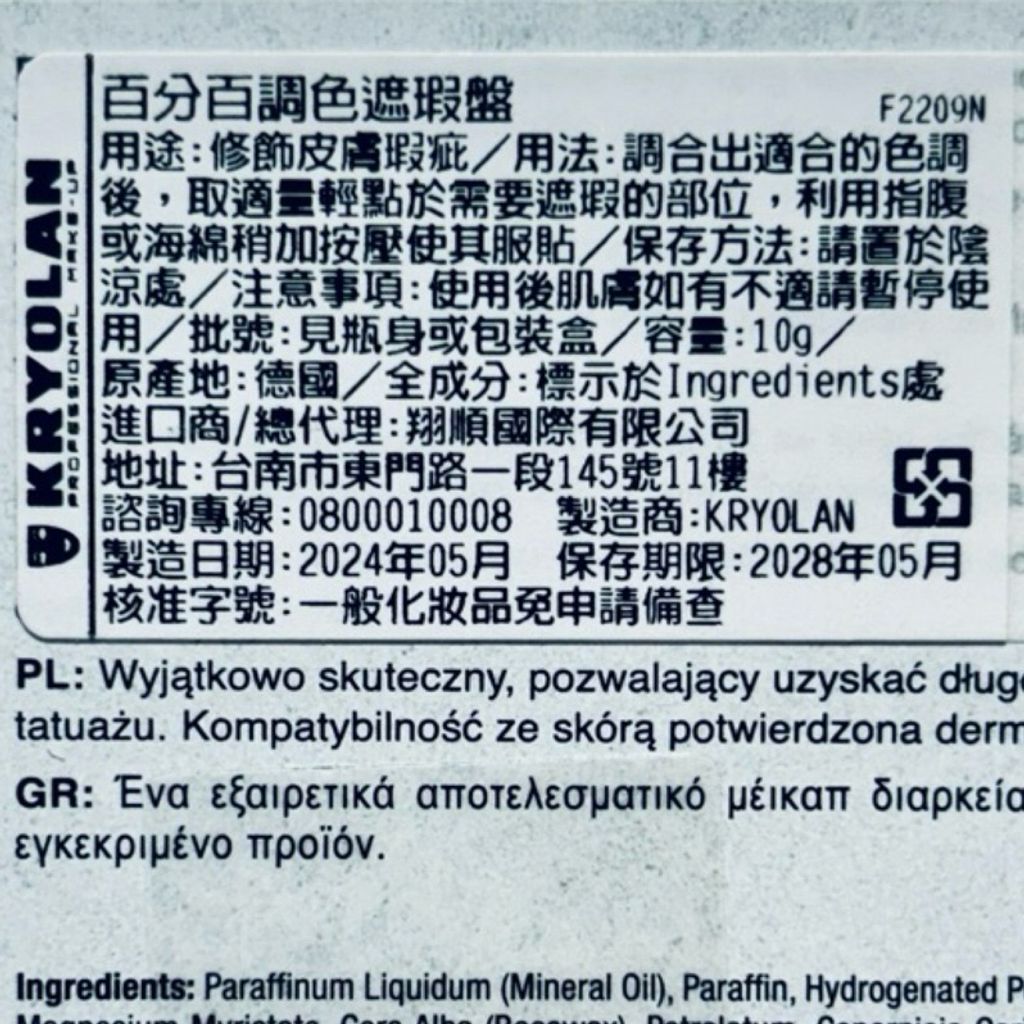 KRYOLAN
PROFESSIONAL MAKE-UP
百分百調色遮瑕盤
F2209N
用途:修飾皮膚瑕疵/用法:調合出適合的色調
後,取適量輕點於需要遮瑕的部位,利用指腹
或海綿稍加按壓使其服貼/保存方法:請置於陰
涼處/注意事項:使用後肌膚如有不適請暫停使
用/批號:見瓶身或包裝盒/容量:10g/
原產地:德國/全成分:標示於Ingredients處
進口商/總代理:翔順國際有限公司
地址:台南市東門路一段145號11樓
諮詢專線:0800010008 製造商:KRYOLAN
製造日期:2024年05月 保存期限:2028年05月
核准字號:一般化妝品免申請備查
PL: Wyjątkowo skuteczny, pozwalający uzyskać dług
tatuażu. Kompatybilność ze skórą potwierdzona derm
GR: Ένα εξαιρετικά αποτελεσματικό μέικαπ διαρκεία
εγκεκριμένο προϊόν.
Ingredients: Paraffinum Liquidum (Mineral Oil), Paraffin, Hydrogenated P
Magnesium Myristate, Cera Alba (Beeswax), Petrolatum, Copernicia